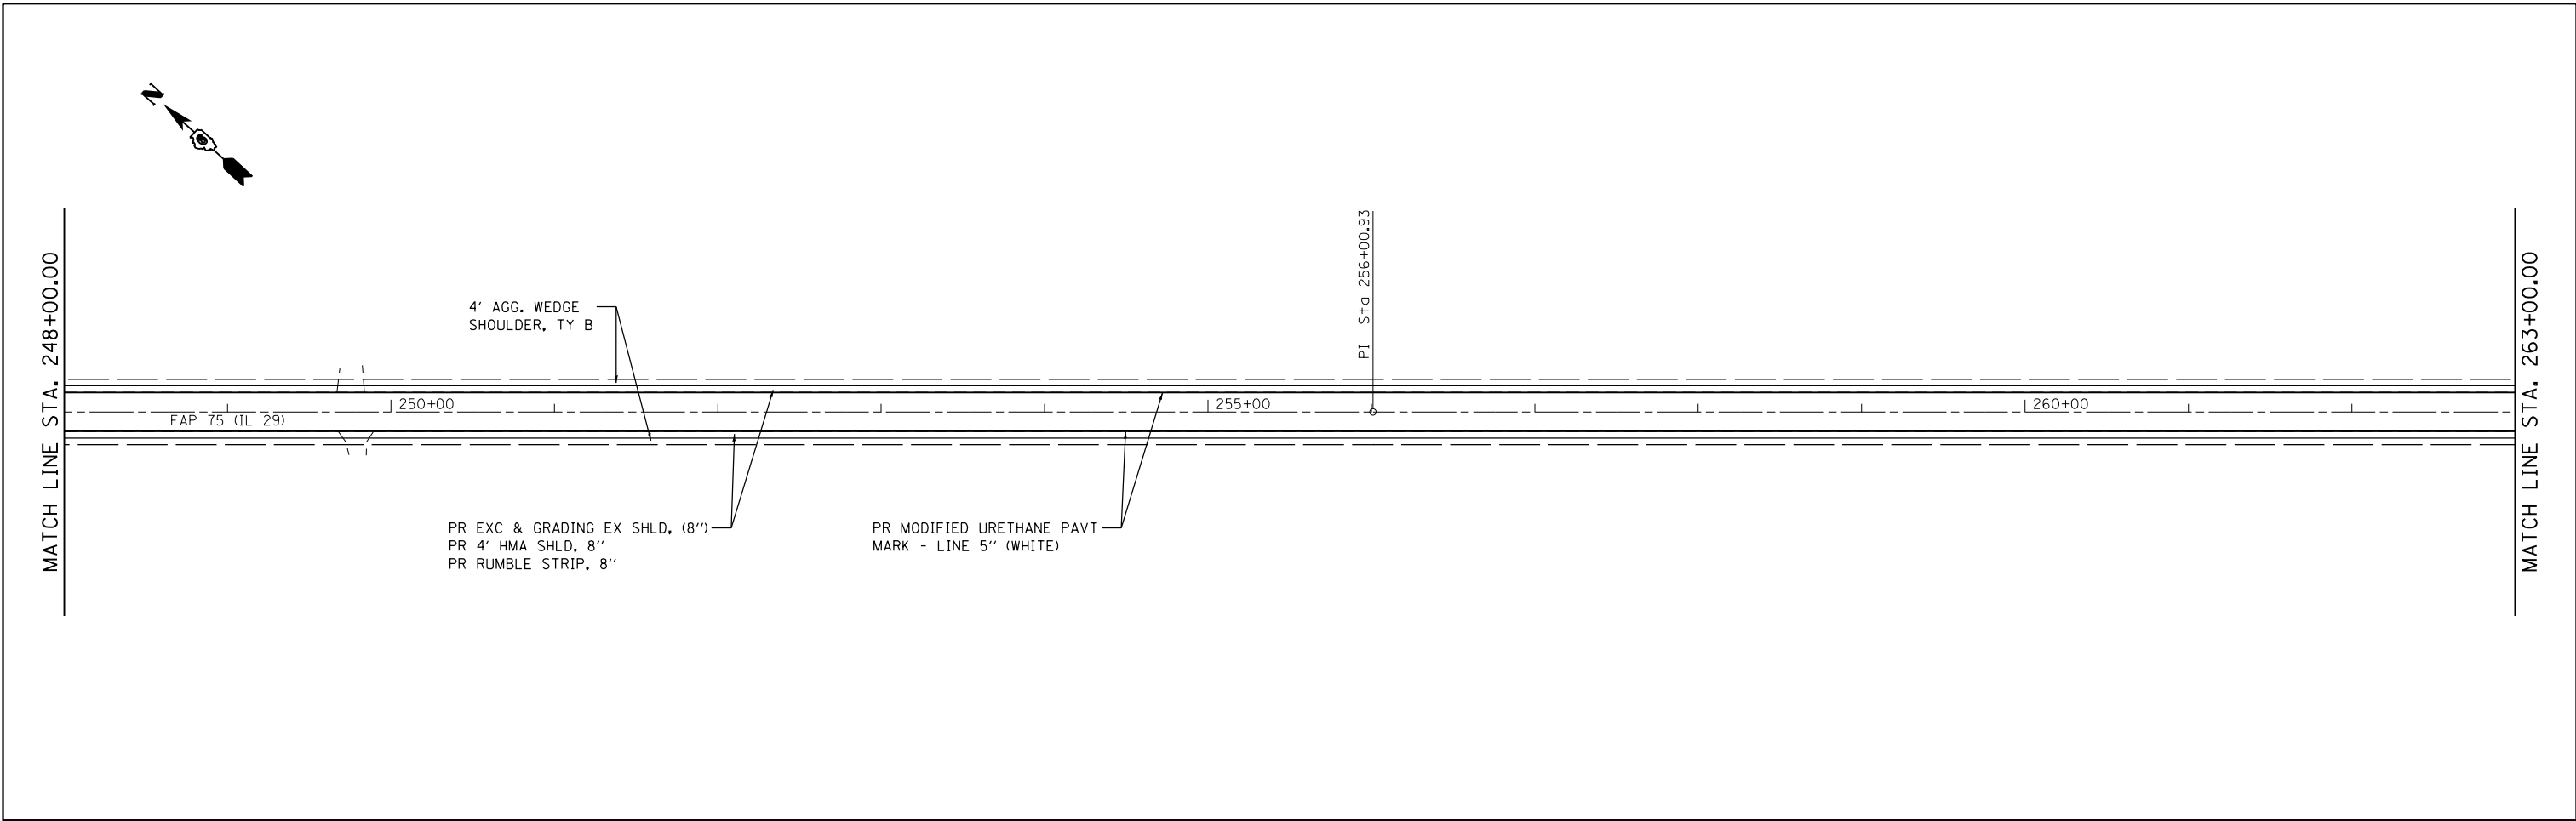 N
MATCH LINE STA. 248+00.00
4' AGG. WEDGE
SHOULDER, TY B
PI Sta 256+00.93
MATCH LINE STA. 263+00.00
250+00
255+00
260+00
FAP 75 (IL 29)
PR EXC & GRADING EX SHLD, (8'')
PR 4' HMA SHLD, 8''
PR RUMBLE STRIP, 8''
PR MODIFIED URETHANE PAVT
MARK - LINE 5'' (WHITE)